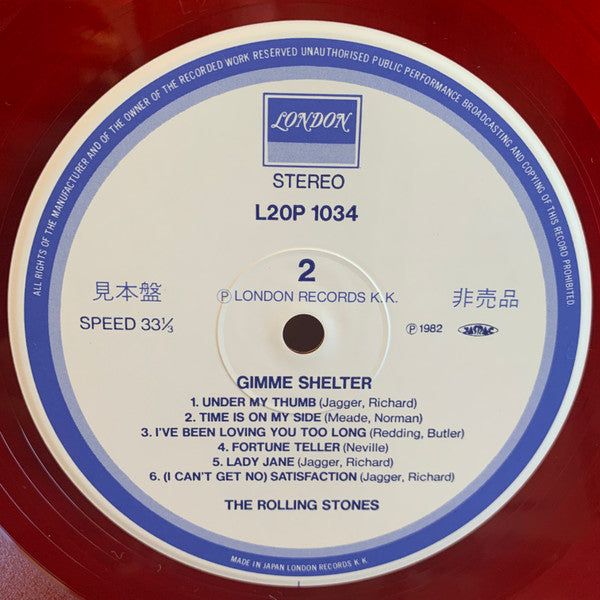 ALL RIGHTS OF THE MANUFACTURER AND OF THE OWNER OF THE RECORDED WORK RESERVED UNAUTHORISED PUBLIC PERFORMANCE BROADCASTING AND COPYING OF THIS RECORD PROHIBITED
LONDON
STEREO
L20P 1034
2
見本盤
Ⓟ LONDON RECORDS K.K.
非売品
SPEED 33⅓
Ⓟ 1982
JASRAC
GIMME SHELTER
1. UNDER MY THUMB (Jagger, Richard)
2. TIME IS ON MY SIDE (Meade, Norman)
3. I'VE BEEN LOVING YOU TOO LONG (Redding, Butler)
4. FORTUNE TELLER (Neville)
5. LADY JANE (Jagger, Richard)
6. (I CAN'T GET NO) SATISFACTION (Jagger, Richard)
THE ROLLING STONES
MADE IN JAPAN LONDON RECORDS K.K.